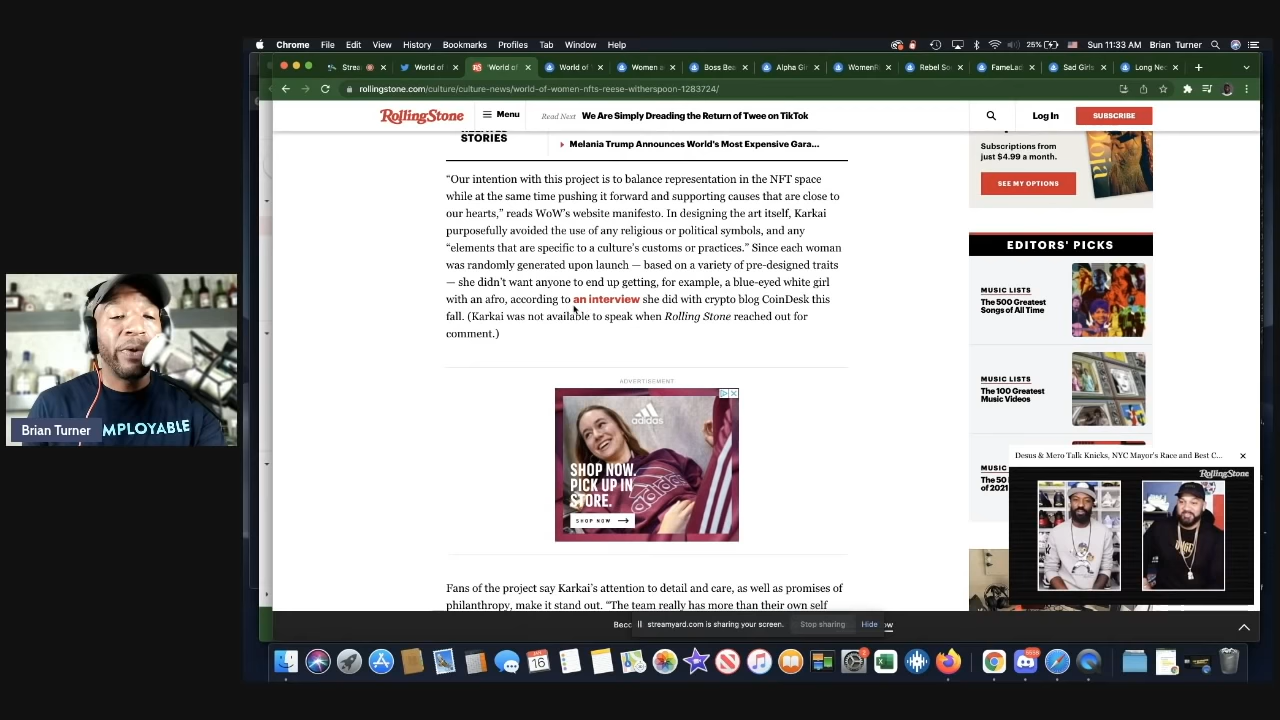 Chrome File Edit View History Bookmarks Profiles Tab Window Help 25% Sun 11:33 AM Brian Turner
Strea World of 'World of World of Women a Boss Bea Alpha Gi WomenRi Rebel So FameLad Sad Girls Long Nec
rollingstone.com/culture/culture-news/world-of-women-nfts-reese-witherspoon-1283724/
RollingStone Menu Read Next We Are Simply Dreading the Return of Twee on TikTok Log In SUBSCRIBE
STORIES
Melania Trump Announces World's Most Expensive Gara...
“Our intention with this project is to balance representation in the NFT space
while at the same time pushing it forward and supporting causes that are close to
our hearts,” reads WoW’s website manifesto. In designing the art itself, Karkai
purposefully avoided the use of any religious or political symbols, and any
“elements that are specific to a culture’s customs or practices.” Since each woman
was randomly generated upon launch — based on a variety of pre-designed traits
— she didn’t want anyone to end up getting, for example, a blue-eyed white girl
with an afro, according to an interview she did with crypto blog CoinDesk this
fall. (Karkai was not available to speak when Rolling Stone reached out for
comment.)
ADVERTISEMENT
adidas
SHOP NOW.
PICK UP IN
STORE.
SHOP NOW
Fans of the project say Karkai’s attention to detail and care, as well as promises of
philanthropy, make it stand out. “The team really has more than their own self
Subscriptions from
just $4.99 a month.
SEE MY OPTIONS
EDITORS' PICKS
MUSIC LISTS
The 500 Greatest
Songs of All Time
MUSIC LISTS
The 100 Greatest
Music Videos
MUSIC
The 50
of 2021
Desus & Mero Talk Knicks, NYC Mayor's Race and Best C...
RollingStone
Beco
streamyard.com is sharing your screen. Stop sharing Hide
ow
MPLOYABLE
Brian Turner
JAN
16